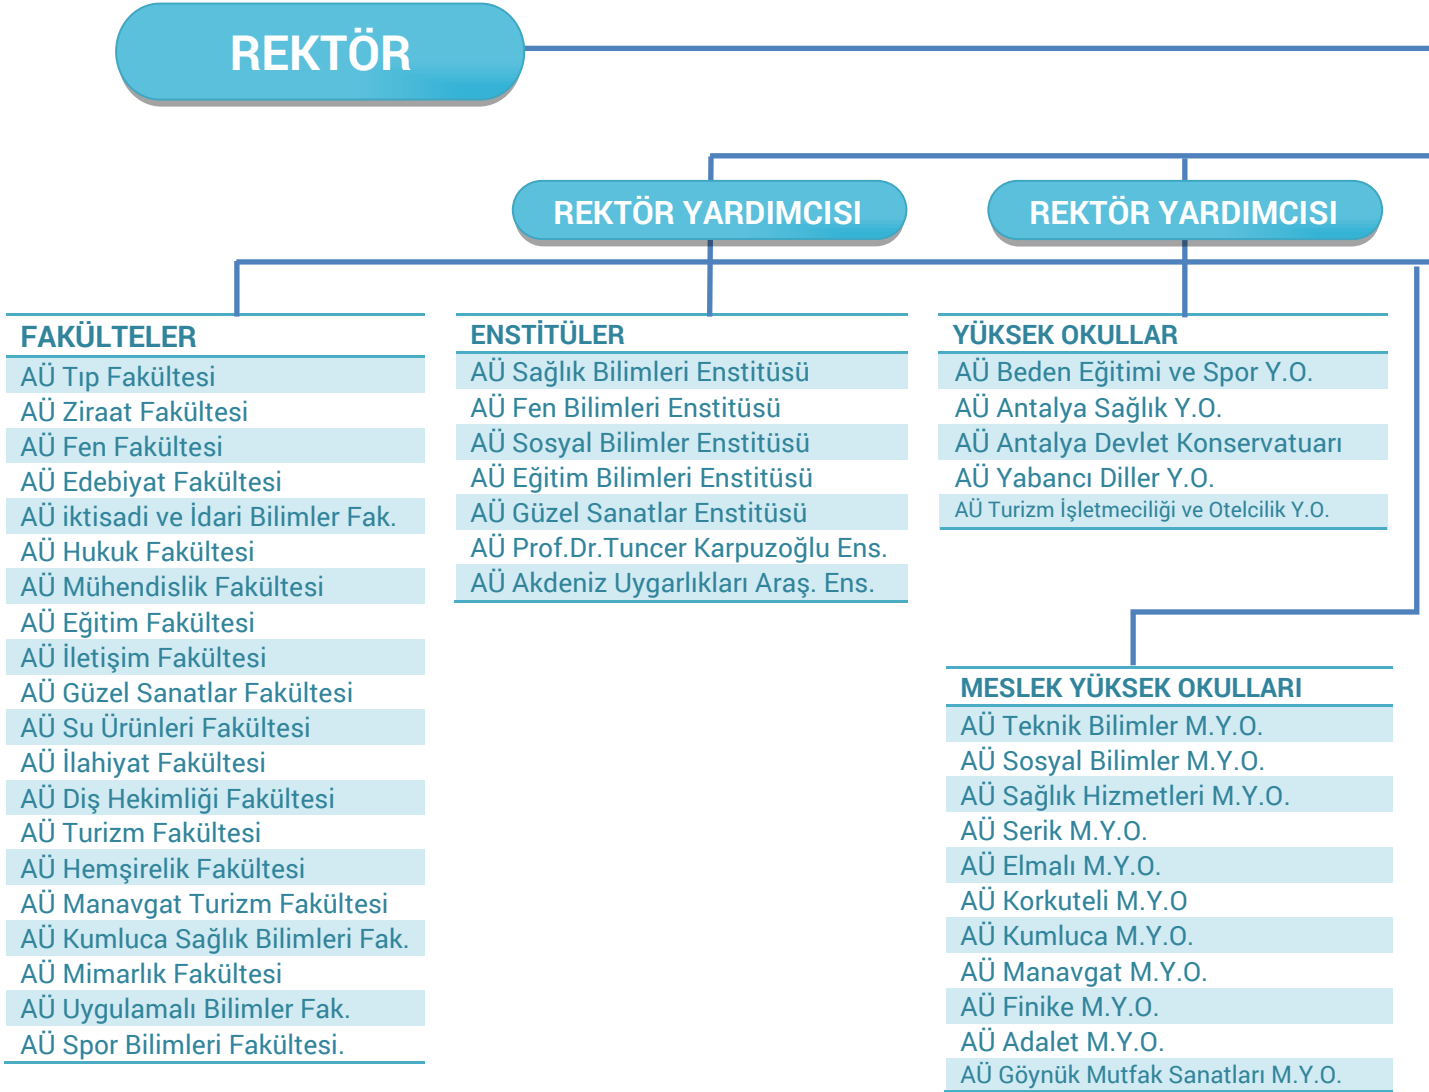 REKTÖR
REKTÖR YARDIMCISI
REKTÖR YARDIMCISI
FAKÜLTELER
AÜ Tıp Fakültesi
AÜ Ziraat Fakültesi
AÜ Fen Fakültesi
AÜ Edebiyat Fakültesi
AÜ iktisadi ve İdari Bilimler Fak.
AÜ Hukuk Fakültesi
AÜ Mühendislik Fakültesi
AÜ Eğitim Fakültesi
AÜ İletişim Fakültesi
AÜ Güzel Sanatlar Fakültesi
AÜ Su Ürünleri Fakültesi
AÜ İlahiyat Fakültesi
AÜ Diş Hekimliği Fakültesi
AÜ Turizm Fakültesi
AÜ Hemşirelik Fakültesi
AÜ Manavgat Turizm Fakültesi
AÜ Kumluca Sağlık Bilimleri Fak.
AÜ Mimarlık Fakültesi
AÜ Uygulamalı Bilimler Fak.
AÜ Spor Bilimleri Fakültesi.
ENSTİTÜLER
AÜ Sağlık Bilimleri Enstitüsü
AÜ Fen Bilimleri Enstitüsü
AÜ Sosyal Bilimler Enstitüsü
AÜ Eğitim Bilimleri Enstitüsü
AÜ Güzel Sanatlar Enstitüsü
AÜ Prof.Dr.Tuncer Karpuzoğlu Ens.
AÜ Akdeniz Uygarlıkları Araş. Ens.
YÜKSEK OKULLAR
AÜ Beden Eğitimi ve Spor Y.O.
AÜ Antalya Sağlık Y.O.
AÜ Antalya Devlet Konservatuarı
AÜ Yabancı Diller Y.O.
AÜ Turizm İşletmeciliği ve Otelcilik Y.O.
MESLEK YÜKSEK OKULLARI
AÜ Teknik Bilimler M.Y.O.
AÜ Sosyal Bilimler M.Y.O.
AÜ Sağlık Hizmetleri M.Y.O.
AÜ Serik M.Y.O.
AÜ Elmalı M.Y.O.
AÜ Korkuteli M.Y.O
AÜ Kumluca M.Y.O.
AÜ Manavgat M.Y.O.
AÜ Finike M.Y.O.
AÜ Adalet M.Y.O.
AÜ Göynük Mutfak Sanatları M.Y.O.